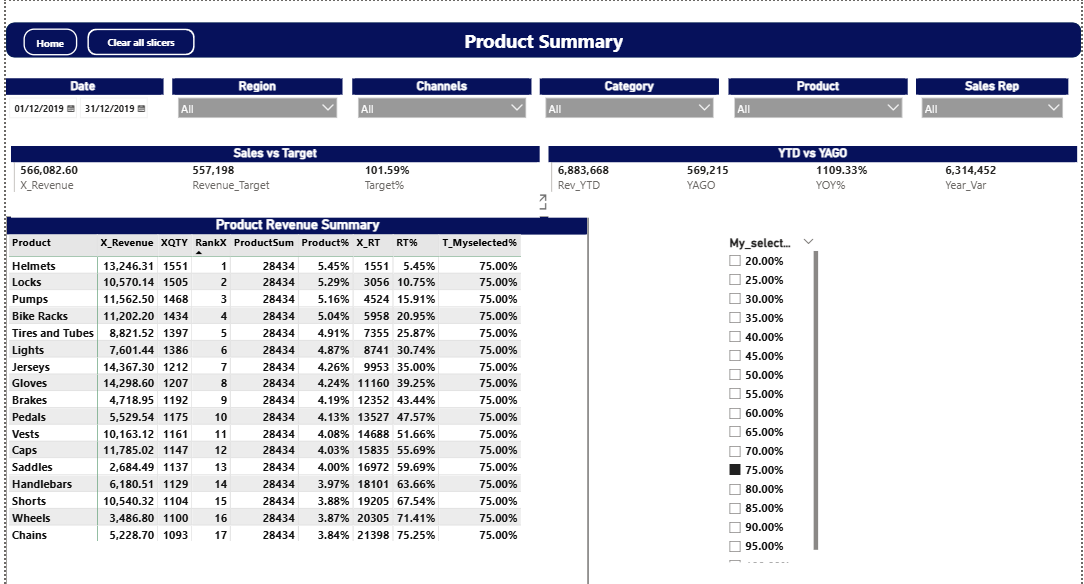 Home Clear all slicers Product Summary
Date Region Channels Category Product Sales Rep
01/12/2019 31/12/2019 All All All All All
Sales vs Target YTD vs YAGO
566,082.60 557,198 101.59% 6,883,668 569,215 1109.33% 6,314,452
X_Revenue Revenue_Target Target% Rev_YTD YAGO YOY% Year_Var
Product Revenue Summary
Product X_Revenue XQTY RankX ProductSum Product% X_RT RT% T_Myselected%
Helmets 13,246.31 1551 1 28434 5.45% 1551 5.45% 75.00%
Locks 10,570.14 1505 2 28434 5.29% 3056 10.75% 75.00%
Pumps 11,562.50 1468 3 28434 5.16% 4524 15.91% 75.00%
Bike Racks 11,202.20 1434 4 28434 5.04% 5958 20.95% 75.00%
Tires and Tubes 8,821.52 1397 5 28434 4.91% 7355 25.87% 75.00%
Lights 7,601.44 1386 6 28434 4.87% 8741 30.74% 75.00%
Jerseys 14,367.30 1212 7 28434 4.26% 9953 35.00% 75.00%
Gloves 14,298.60 1207 8 28434 4.24% 11160 39.25% 75.00%
Brakes 4,718.95 1192 9 28434 4.19% 12352 43.44% 75.00%
Pedals 5,529.54 1175 10 28434 4.13% 13527 47.57% 75.00%
Vests 10,163.12 1161 11 28434 4.08% 14688 51.66% 75.00%
Caps 11,785.02 1147 12 28434 4.03% 15835 55.69% 75.00%
Saddles 2,684.49 1137 13 28434 4.00% 16972 59.69% 75.00%
Handlebars 6,180.51 1129 14 28434 3.97% 18101 63.66% 75.00%
Shorts 10,540.32 1104 15 28434 3.88% 19205 67.54% 75.00%
Wheels 3,486.80 1100 16 28434 3.87% 20305 71.41% 75.00%
Chains 5,228.70 1093 17 28434 3.84% 21398 75.25% 75.00%
My_select...
20.00%
25.00%
30.00%
35.00%
40.00%
45.00%
50.00%
55.00%
60.00%
65.00%
70.00%
75.00%
80.00%
85.00%
90.00%
95.00%